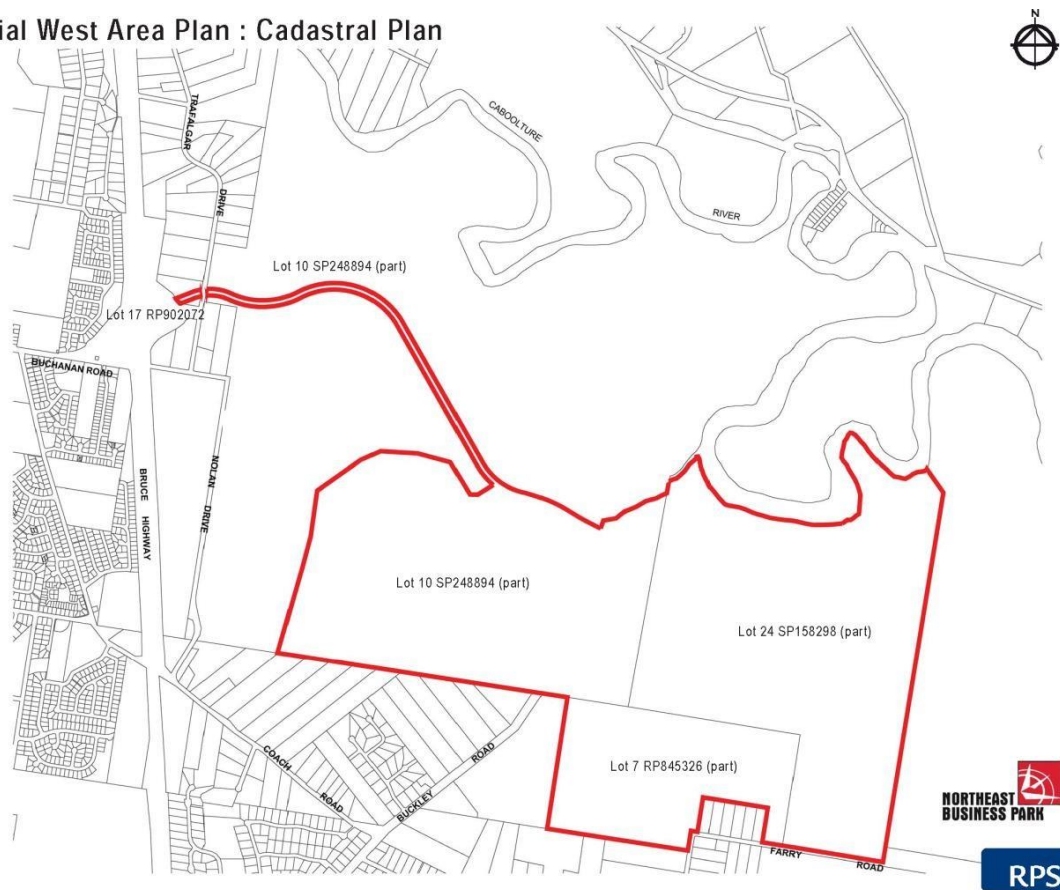 ial West Area Plan : Cadastral Plan
N
TRAFALGAR
DRIVE
CABOOLTURE
RIVER
Lot 10 SP248894 (part)
Lot 17 RP902072
BUCHANAN ROAD
BRUCE HIGHWAY
NOLAN DRIVE
Lot 10 SP248894 (part)
Lot 24 SP158298 (part)
COACH
ROAD
BUCKLEY
ROAD
Lot 7 RP845326 (part)
FARRY ROAD
NORTHEAST
BUSINESS PARK
RPS